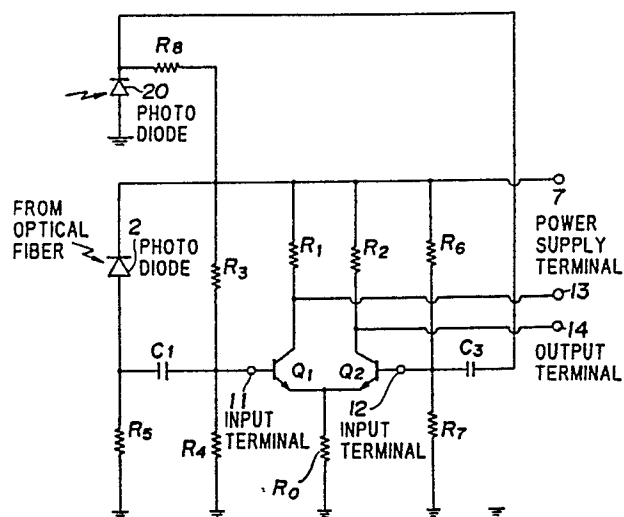 R8
20
PHOTO
DIODE
FROM
OPTICAL
FIBER
2
PHOTO
DIODE
R3
R1
R2
R6
7
POWER
SUPPLY
TERMINAL
13
14
OUTPUT
TERMINAL
C1
Q1
Q2
C3
11
INPUT
TERMINAL
12
INPUT
TERMINAL
R5
R4
R0
R7